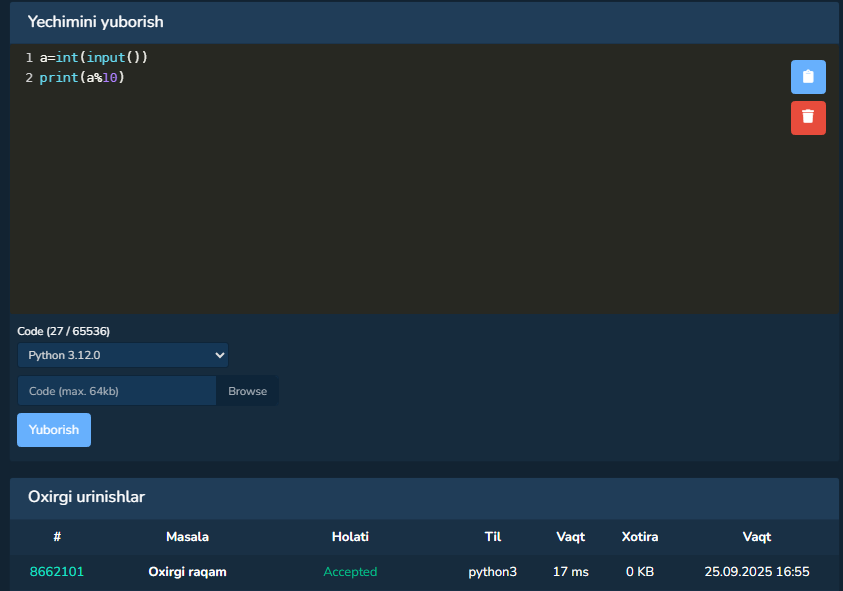 Yechimini yuborish
1 a=int(input())
2 print(a%10)
Code (27 / 65536)
Python 3.12.0
Code (max. 64kb) Browse
Yuborish
Oxirgi urinishlar
# Masala Holati Til Vaqt Xotira Vaqt
8662101 Oxirgi raqam Accepted python3 17 ms 0 KB 25.09.2025 16:55